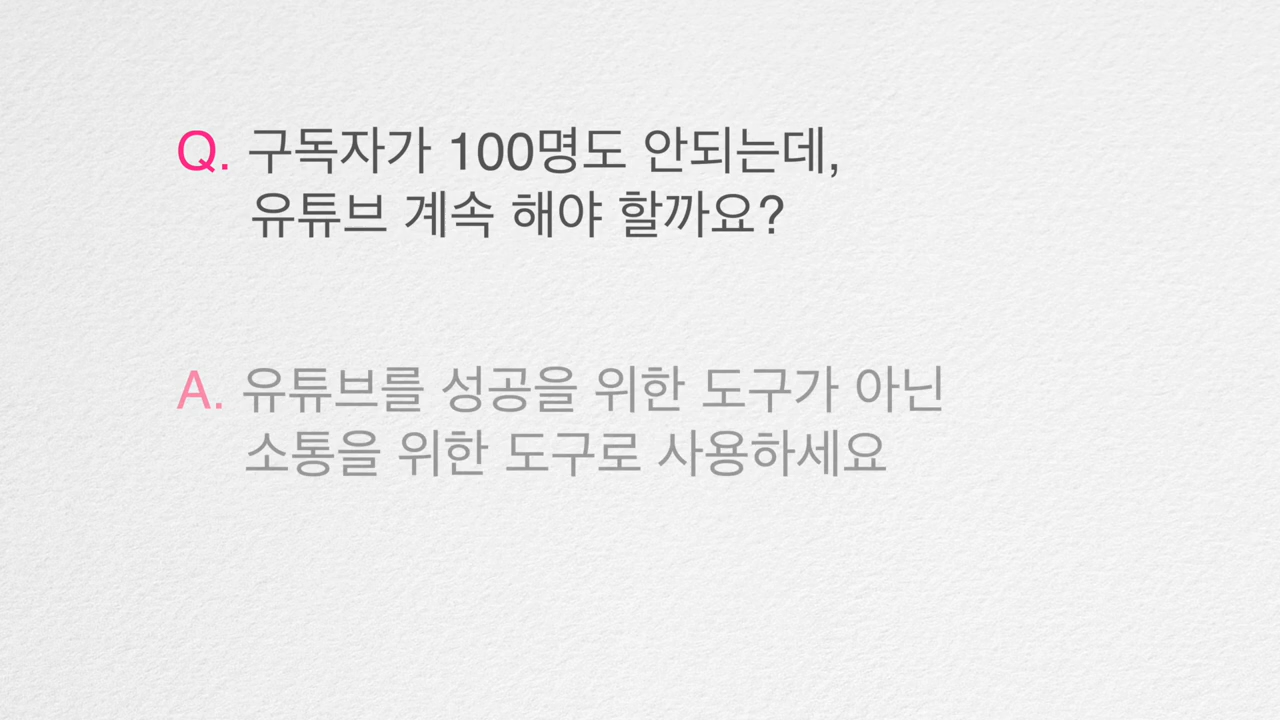 Q. 구독자가 100명도 안되는데,
유튜브 계속 해야 할까요?
A. 유튜브를 성공을 위한 도구가 아닌
소통을 위한 도구로 사용하세요